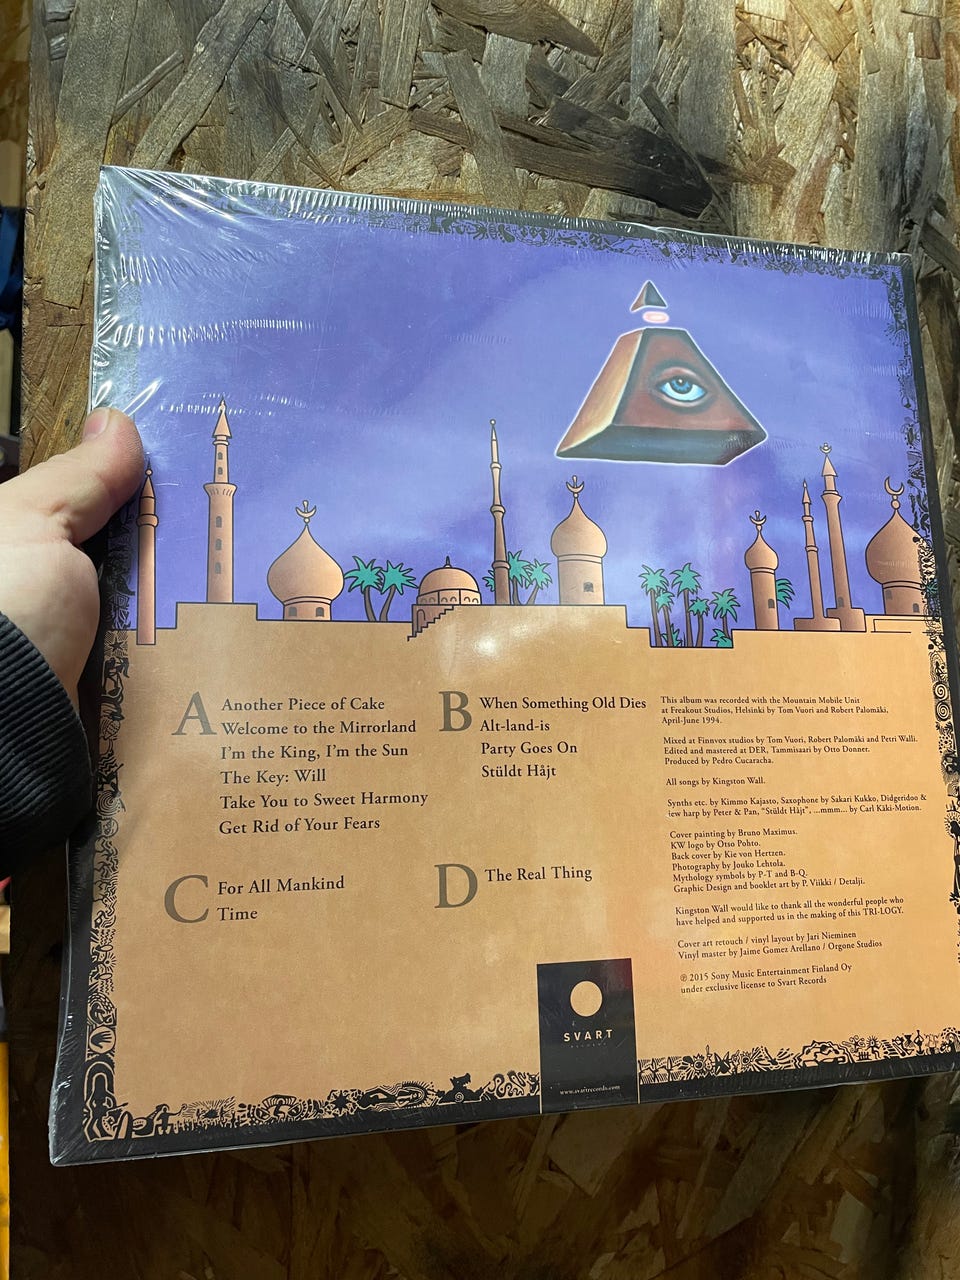 A
Another Piece of Cake
Welcome to the Mirrorland
I'm the King, I'm the Sun
The Key: Will
Take You to Sweet Harmony
Get Rid of Your Fears
B
When Something Old Dies
Alt-land-is
Party Goes On
Stüldt Håjt
C
For All Mankind
Time
D
The Real Thing
This album was recorded with the Mountain Mobile Unit
at Freakout Studios, Helsinki by Tom Vuori and Robert Palomäki,
April-June 1994.
Mixed at Finnvox studios by Tom Vuori, Robert Palomäki and Petri Walli.
Edited and mastered at DER, Tammisaari by Otto Donner.
Produced by Pedro Cucaracha.
All songs by Kingston Wall.
Synths etc. by Kimmo Kajasto, Saxophone by Sakari Kukko, Didgeridoo &
Jew harp by Peter & Pan, "Stüldt Håjt", ...mmm... by Carl Käki-Motion.
Cover painting by Bruno Maximus.
KW logo by Otso Pohto.
Back cover by Kie von Hertzen.
Photography by Jouko Lehtola.
Mythology symbols by P-T and B-Q.
Graphic Design and booklet art by P. Viikki / Detalji.
Kingston Wall would like to thank all the wonderful people who
have helped and supported us in the making of this TRI-LOGY.
Cover art retouch / vinyl layout by Jari Nieminen
Vinyl master by Jaime Gomez Arellano / Orgone Studios
℗ 2015 Sony Music Entertainment Finland Oy
under exclusive license to Svart Records
SVART
RECORDS
www.svartrecords.com